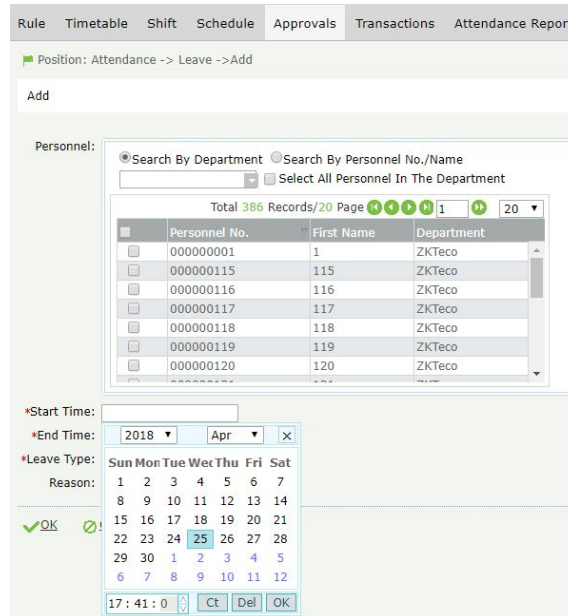 Rule Timetable Shift Schedule Approvals Transactions Attendance Repor
Position: Attendance -> Leave ->Add
Add
Personnel:
Search By Department Search By Personnel No./Name
Select All Personnel In The Department
Total 386 Records/20 Page 1 20
Personnel No. First Name Department
000000001 1 ZKTeco
000000115 115 ZKTeco
000000116 116 ZKTeco
000000117 117 ZKTeco
000000118 118 ZKTeco
000000119 119 ZKTeco
000000120 120 ZKTeco
*Start Time:
*End Time: 2018 Apr x
*Leave Type:
Sun Mon Tue Wec Thu Fri Sat
1 2 3 4 5 6 7
Reason:
8 9 10 11 12 13 14
15 16 17 18 19 20 21
OK
22 23 24 25 26 27 28
29 30 1 2 3 4 5
6 7 8 9 10 11 12
17 : 41 : 0 Ct Del OK